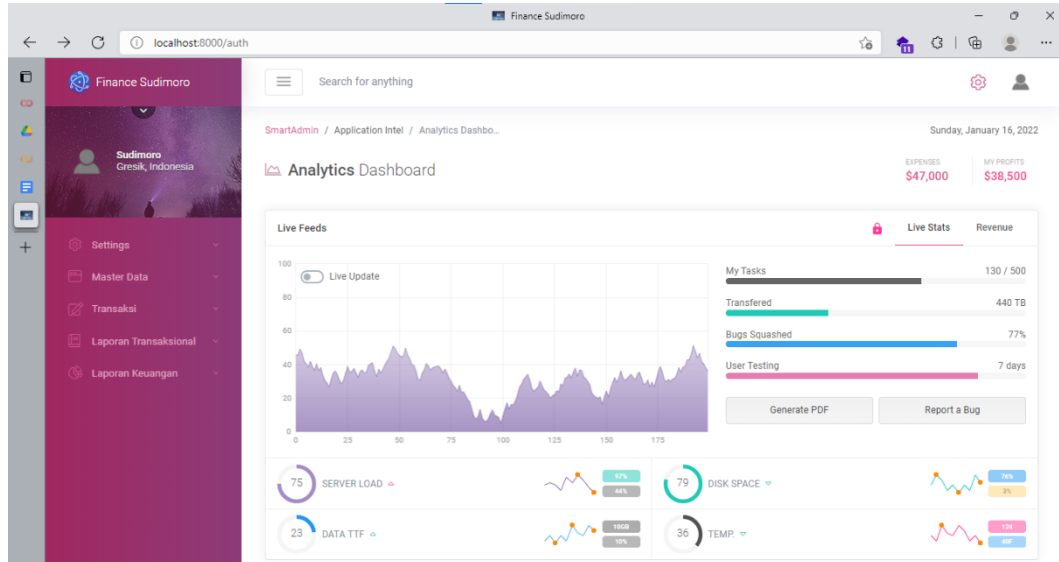 Finance Sudimoro
localhost:8000/auth
11
Finance Sudimoro
Search for anything
Sudimoro
Gresik, Indonesia
SmartAdmin / Application Intel / Analytics Dashbo...
Sunday, January 16, 2022
Analytics Dashboard
EXPENSES
$47,000
MY PROFITS
$38,500
Settings
Master Data
Transaksi
Laporan Transaksional
Laporan Keuangan
Live Feeds
Live Stats
Revenue
100
80
60
40
20
0
Live Update
0 25 50 75 100 125 150 175
My Tasks 130 / 500
Transfered 440 TB
Bugs Squashed 77%
User Testing 7 days
Generate PDF
Report a Bug
75 SERVER LOAD
97%
44%
79 DISK SPACE
76%
3%
23 DATA TTF
10GB
10%
36 TEMP.
124
40F